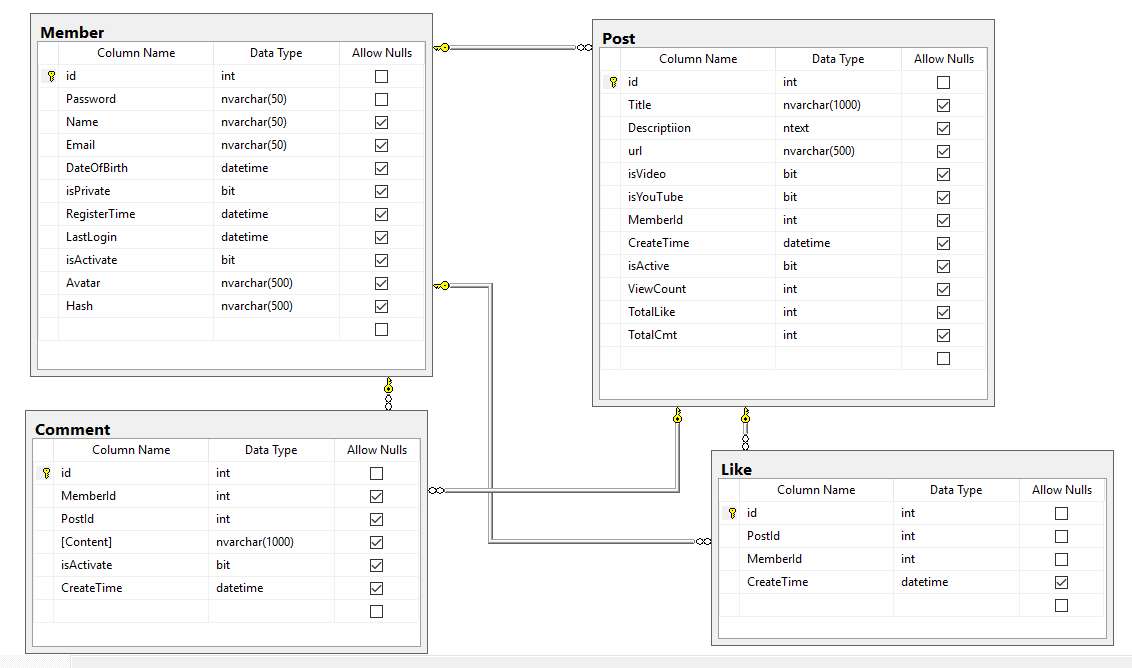 Member
Column Name Data Type Allow Nulls
id int
Password nvarchar(50)
Name nvarchar(50)
Email nvarchar(50)
DateOfBirth datetime
isPrivate bit
RegisterTime datetime
LastLogin datetime
isActivate bit
Avatar nvarchar(500)
Hash nvarchar(500)
Post
Column Name Data Type Allow Nulls
id int
Title nvarchar(1000)
Descriptiion ntext
url nvarchar(500)
isVideo bit
isYouTube bit
MemberId int
CreateTime datetime
isActive bit
ViewCount int
TotalLike int
TotalCmt int
Comment
Column Name Data Type Allow Nulls
id int
MemberId int
PostId int
[Content] nvarchar(1000)
isActivate bit
CreateTime datetime
Like
Column Name Data Type Allow Nulls
id int
PostId int
MemberId int
CreateTime datetime